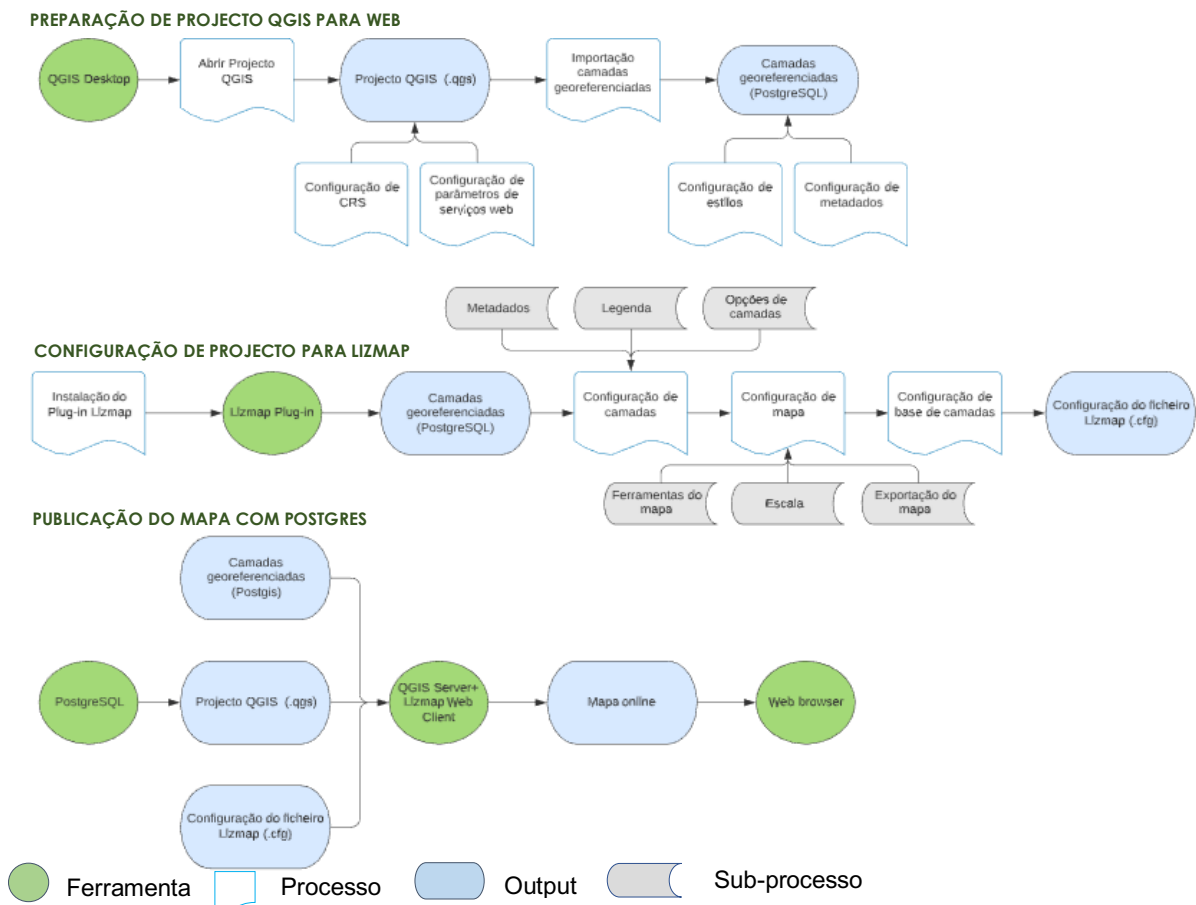 PREPARAÇÃO DE PROJECTO QGIS PARA WEB
QGIS Desktop
Abrir Projecto
QGIS
Projecto QGIS (.qgs)
Importação
camadas
georeferenciadas
Camadas
georeferenciadas
(PostgreSQL)
Configuração de
CRS
Configuração de
parâmetros de
serviços web
Configuração de
estilos
Configuração de
metadados
Metadados
Legenda
Opções de
camadas
CONFIGURAÇÃO DE PROJECTO PARA LIZMAP
Instalação do
Plug-in Lizmap
Lizmap Plug-in
Camadas
georeferenciadas
(PostgreSQL)
Configuração de
camadas
Configuração de
mapa
Configuração de
base de camadas
Configuração do ficheiro
Lizmap (.cfg)
Ferramentas do
mapa
Escala
Exportação do
mapa
PUBLICAÇÃO DO MAPA COM POSTGRES
Camadas
georeferenciadas
(Postgis)
PostgreSQL
Projecto QGIS (.qgs)
QGIS Server+
Lizmap Web
Client
Mapa online
Web browser
Configuração do ficheiro
Lizmap (.cfg)
Ferramenta
Processo
Output
Sub-processo